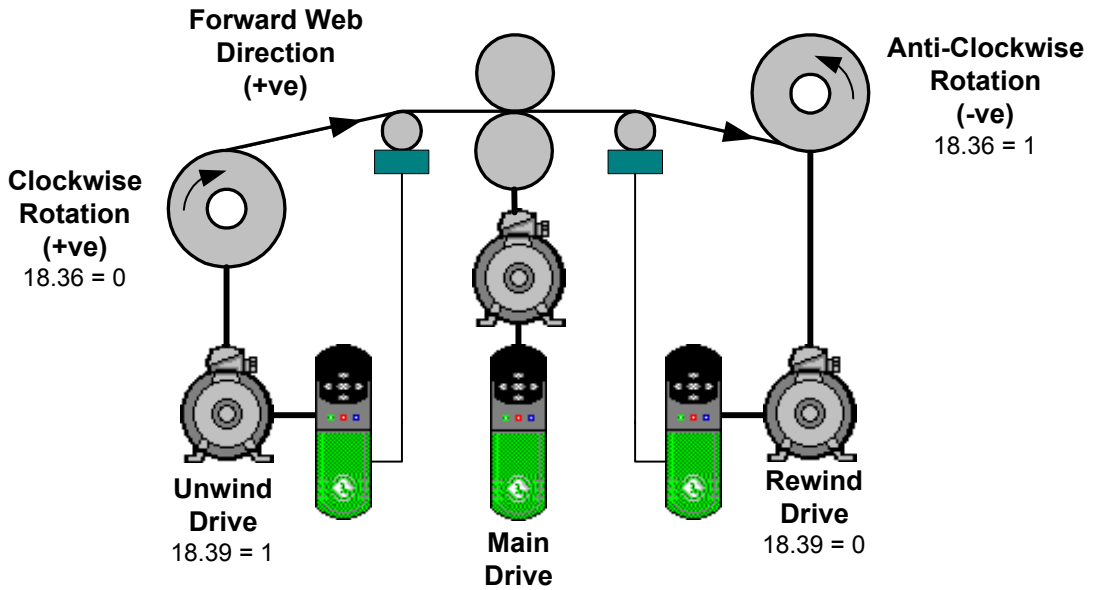 Forward Web
Direction
(+ve)
Anti-Clockwise
Rotation
(-ve)
18.36 = 1
Clockwise
Rotation
(+ve)
18.36 = 0
Unwind
Drive
18.39 = 1
Main
Drive
Rewind
Drive
18.39 = 0